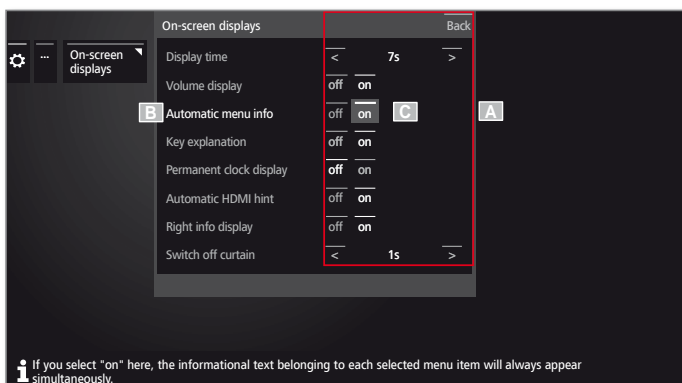 On-screen displays Back
... On-screen displays
Display time < 7s >
Volume display off on
B Automatic menu info off on C A
Key explanation off on
Permanent clock display off on
Automatic HDMI hint off on
Right info display off on
Switch off curtain < 1s >
i If you select "on" here, the informational text belonging to each selected menu item will always appear
simultaneously.